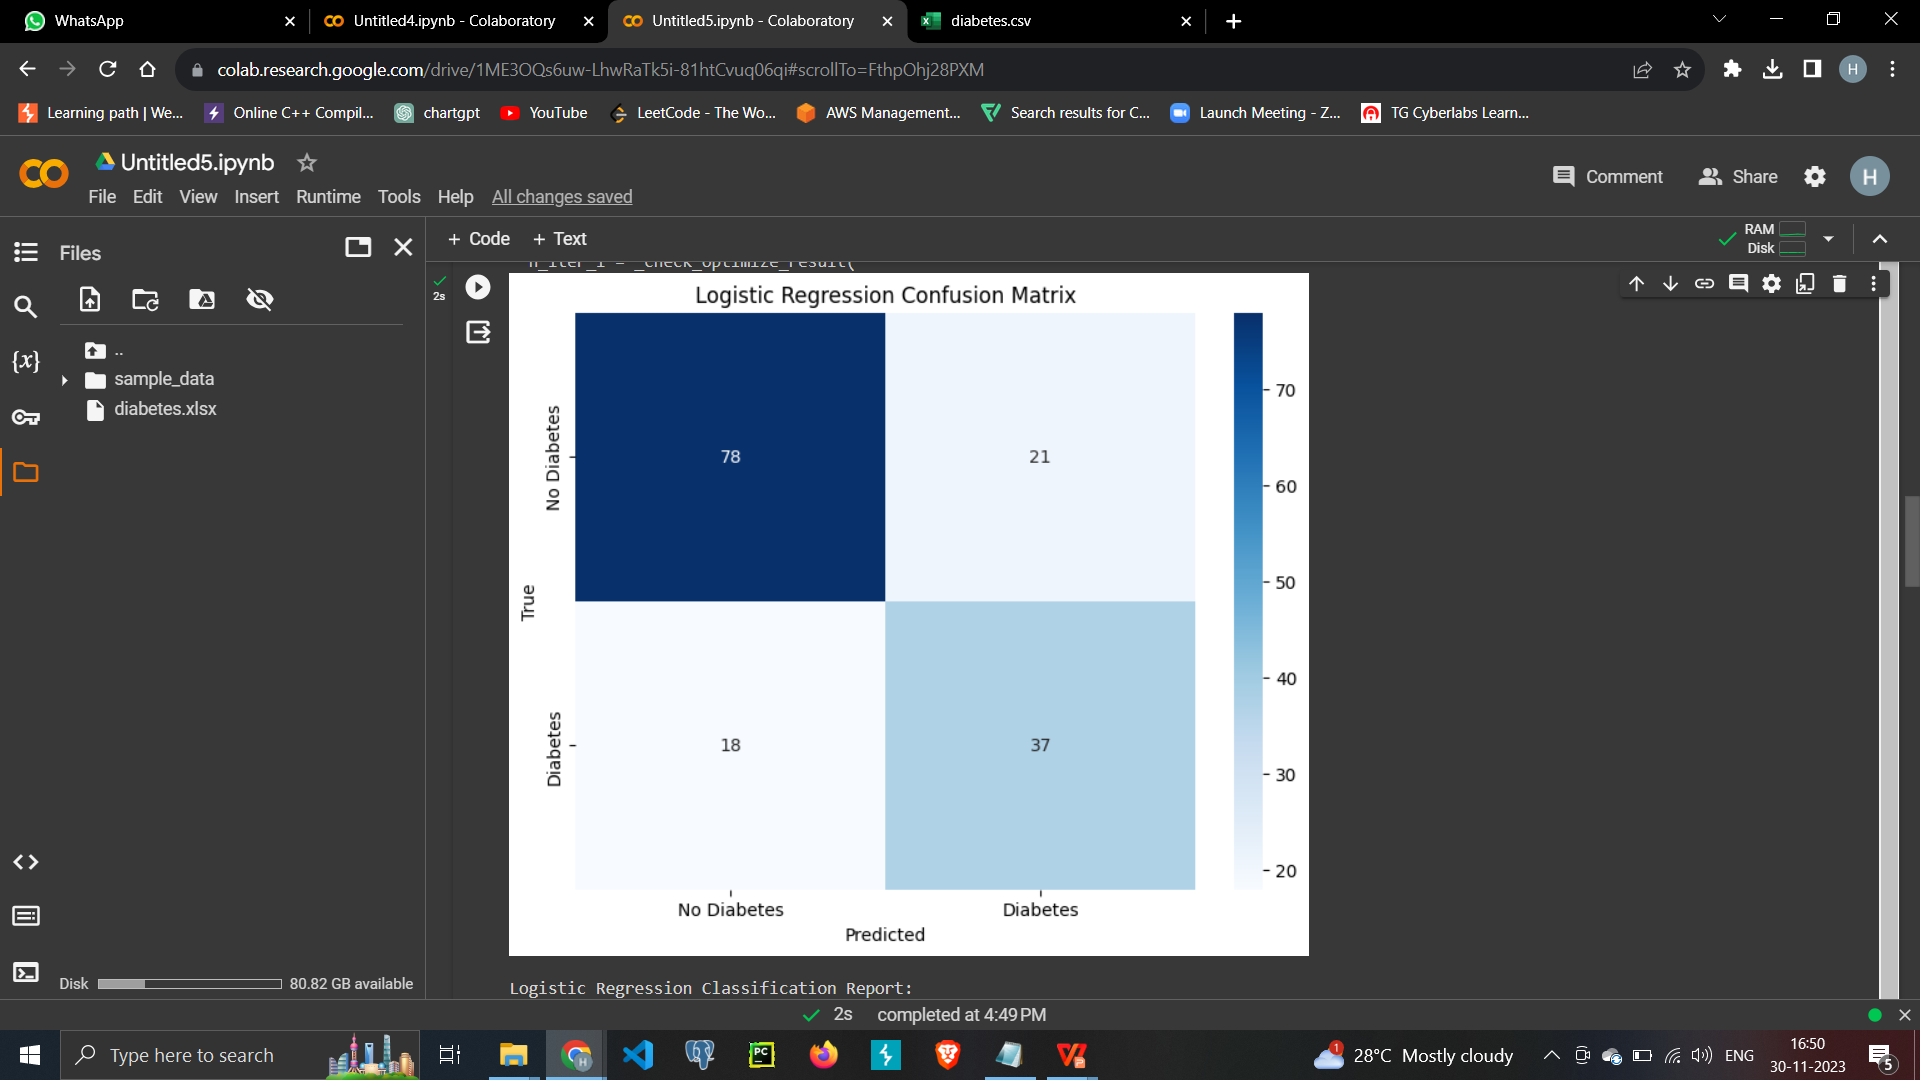 WhatsApp
Untitled4.ipynb - Colaboratory
Untitled5.ipynb - Colaboratory
diabetes.csv
colab.research.google.com/drive/1ME3OQs6uw-LhwRaTk5i-81htCvuq06qi#scrollTo=FthpOhj28PXM
H
Learning path | We...
Online C++ Compil...
chartgpt
YouTube
LeetCode - The Wo...
AWS Management...
Search results for C...
Launch Meeting - Z...
TG Cyberlabs Learn...
Untitled5.ipynb
File Edit View Insert Runtime Tools Help All changes saved
Comment
Share
H
Files
+ Code + Text
RAM
Disk
n_iter_i = _check_optimize_result(
2s
{x}
..
sample_data
diabetes.xlsx
Logistic Regression Confusion Matrix
No Diabetes
Diabetes
True
78
21
18
37
70
60
50
40
30
20
No Diabetes
Diabetes
Predicted
Disk
80.82 GB available
Logistic Regression Classification Report:
2s completed at 4:49 PM
Type here to search
PC
H
1
28°C Mostly cloudy
ENG
16:50
30-11-2023
5